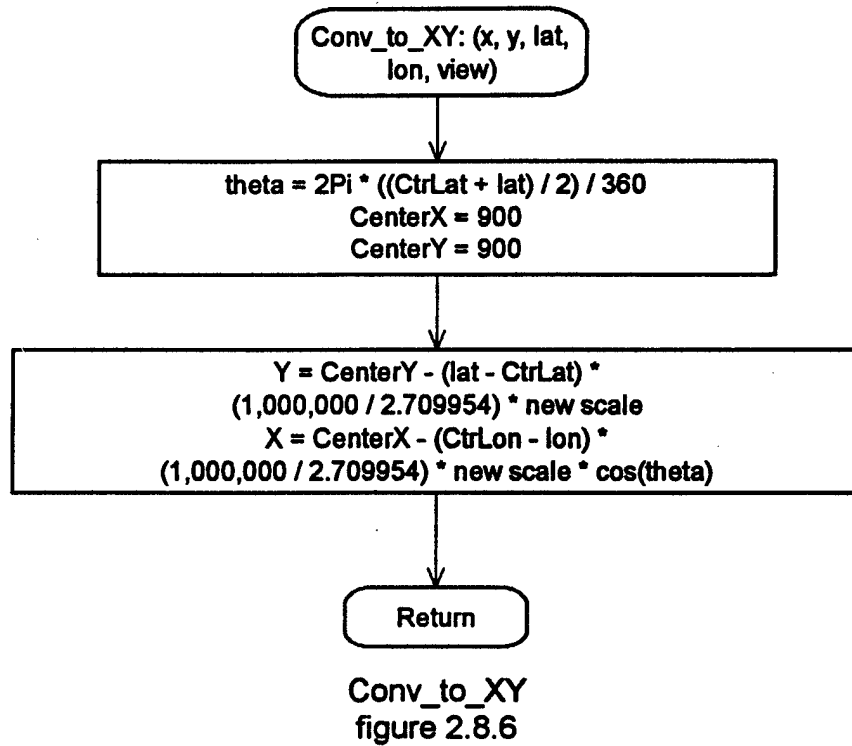 Conv_to_XY: (x, y, lat,
lon, view)
theta = 2Pi * ((CtrLat + lat) / 2) / 360
CenterX = 900
CenterY = 900
Y = CenterY - (lat - CtrLat) *
(1,000,000 / 2.709954) * new scale
X = CenterX - (CtrLon - lon) *
(1,000,000 / 2.709954) * new scale * cos(theta)
Return
Conv_to_XY
figure 2.8.6